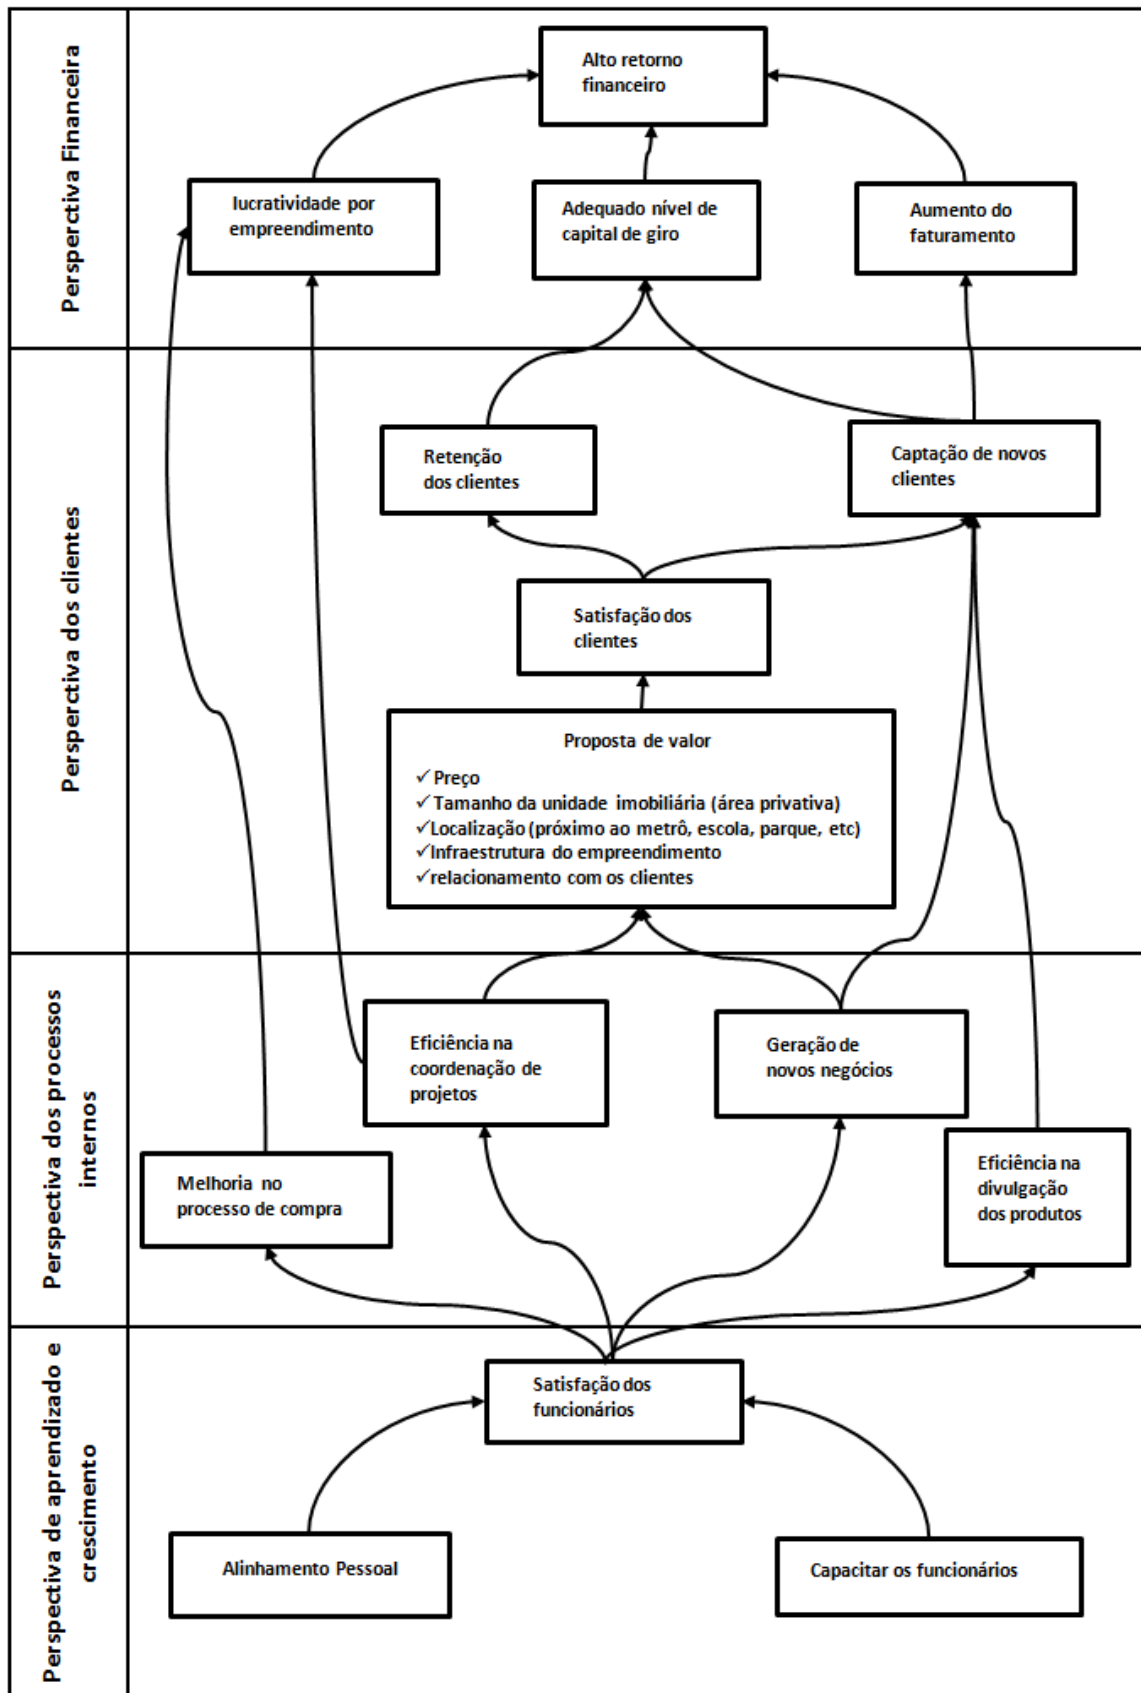 Persperctiva Financeira
Alto retorno
financeiro
lucratividade por
empreendimento
Adequado nível de
capital de giro
Aumento do
faturamento
Persperctiva dos clientes
Retenção
dos clientes
Captação de novos
clientes
Satisfação dos
clientes
Proposta de valor
✓Preço
✓Tamanho da unidade imobiliária (área privativa)
✓Localização (próximo ao metrô, escola, parque, etc)
✓Infraestrutura do empreendimento
✓relacionamento com os clientes
Perspectiva dos processos
internos
Eficiência na
coordenação de
projetos
Geração de
novos negócios
Melhoria no
processo de compra
Eficiência na
divulgação
dos produtos
Perspectiva de aprendizado e
crescimento
Satisfação dos
funcionários
Alinhamento Pessoal
Capacitar os funcionários